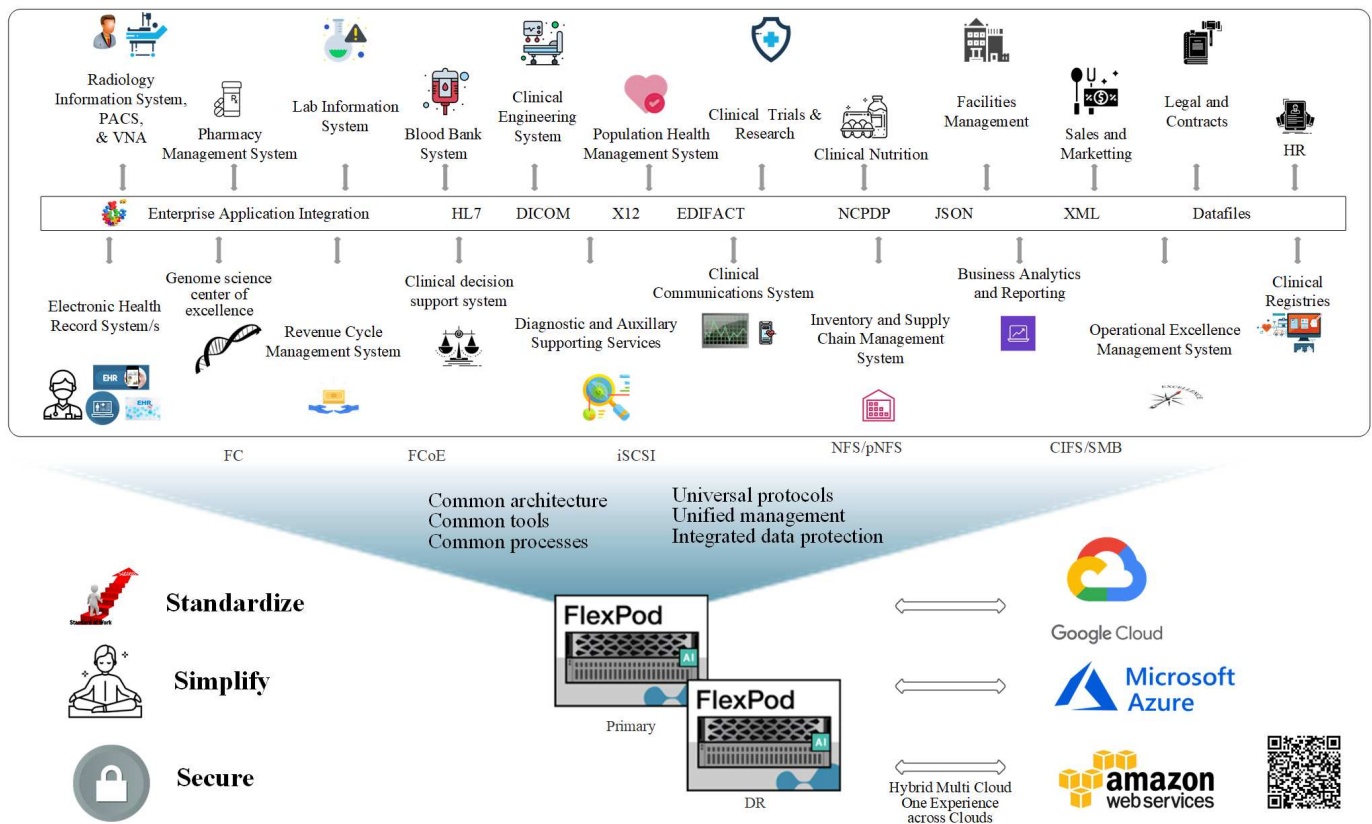 Radiology
Information System,
PACS,
& VNA
Pharmacy
Management System
Lab Information
System
Blood Bank
System
Clinical
Engineering
System
Population Health
Management System
Clinical Trials &
Research
Clinical Nutrition
Facilities
Management
Sales and
Marketting
Legal and
Contracts
HR
Enterprise Application Integration HL7 DICOM X12 EDIFACT NCPDP JSON XML Datafiles
Electronic Health
Record System/s
EHR
EHR
Genome science
center of
excellence
Revenue Cycle
Management System
Clinical decision
support system
Diagnostic and Auxillary
Supporting Services
Clinical
Communications System
Inventory and Supply
Chain Management
System
Business Analytics
and Reporting
Operational Excellence
Management System
EXCELLENCE
Clinical
Registries
FC FCoE iSCSI NFS/pNFS CIFS/SMB
Common architecture
Common tools
Common processes
Universal protocols
Unified management
Integrated data protection
Standardize
Simplify
Secure
FlexPod
AI
Primary
FlexPod
AI
DR
Google Cloud
Microsoft
Azure
amazon
web services
Hybrid Multi Cloud
One Experience
across Clouds